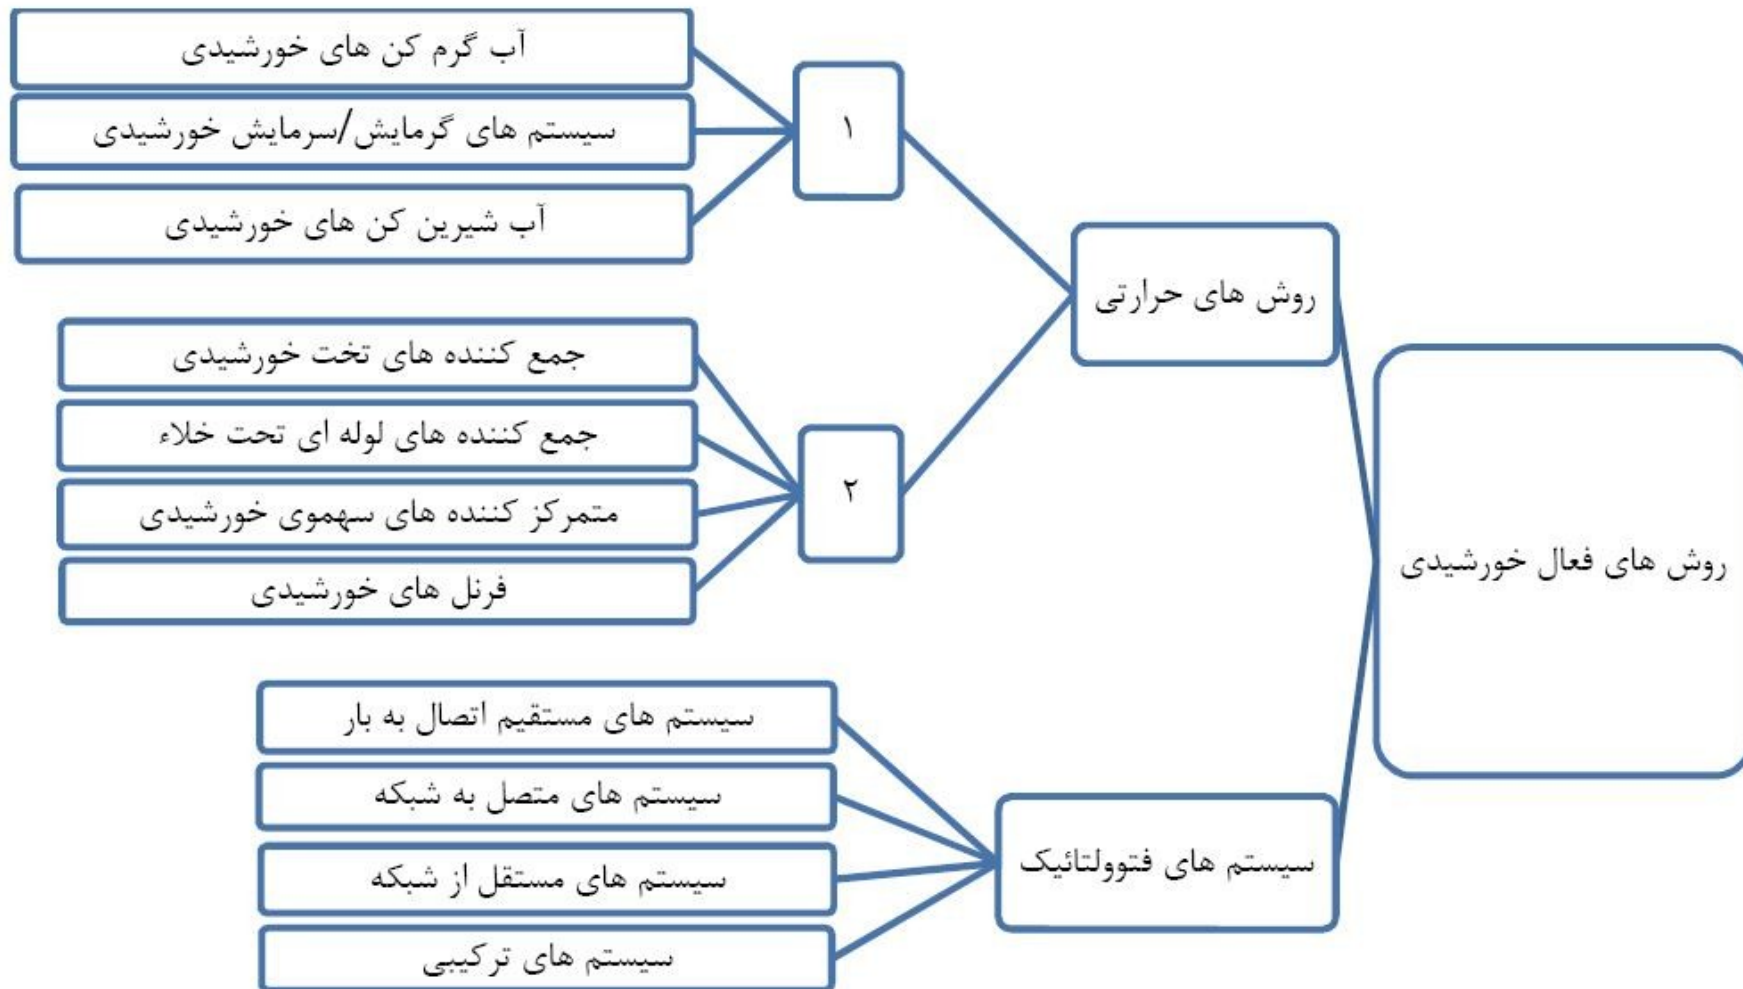 روش های فعال خورشیدی
روش های حرارتی
۱
آب گرم کن های خورشیدی
سیستم های گرمایش/سرمایش خورشیدی
آب شیرین کن های خورشیدی
۲
جمع کننده های تخت خورشیدی
جمع کننده های لوله ای تحت خلاء
متمرکز کننده های سهموی خورشیدی
فرنل های خورشیدی
سیستم های فتوولتائیک
سیستم های مستقیم اتصال به بار
سیستم های متصل به شبکه
سیستم های مستقل از شبکه
سیستم های ترکیبی